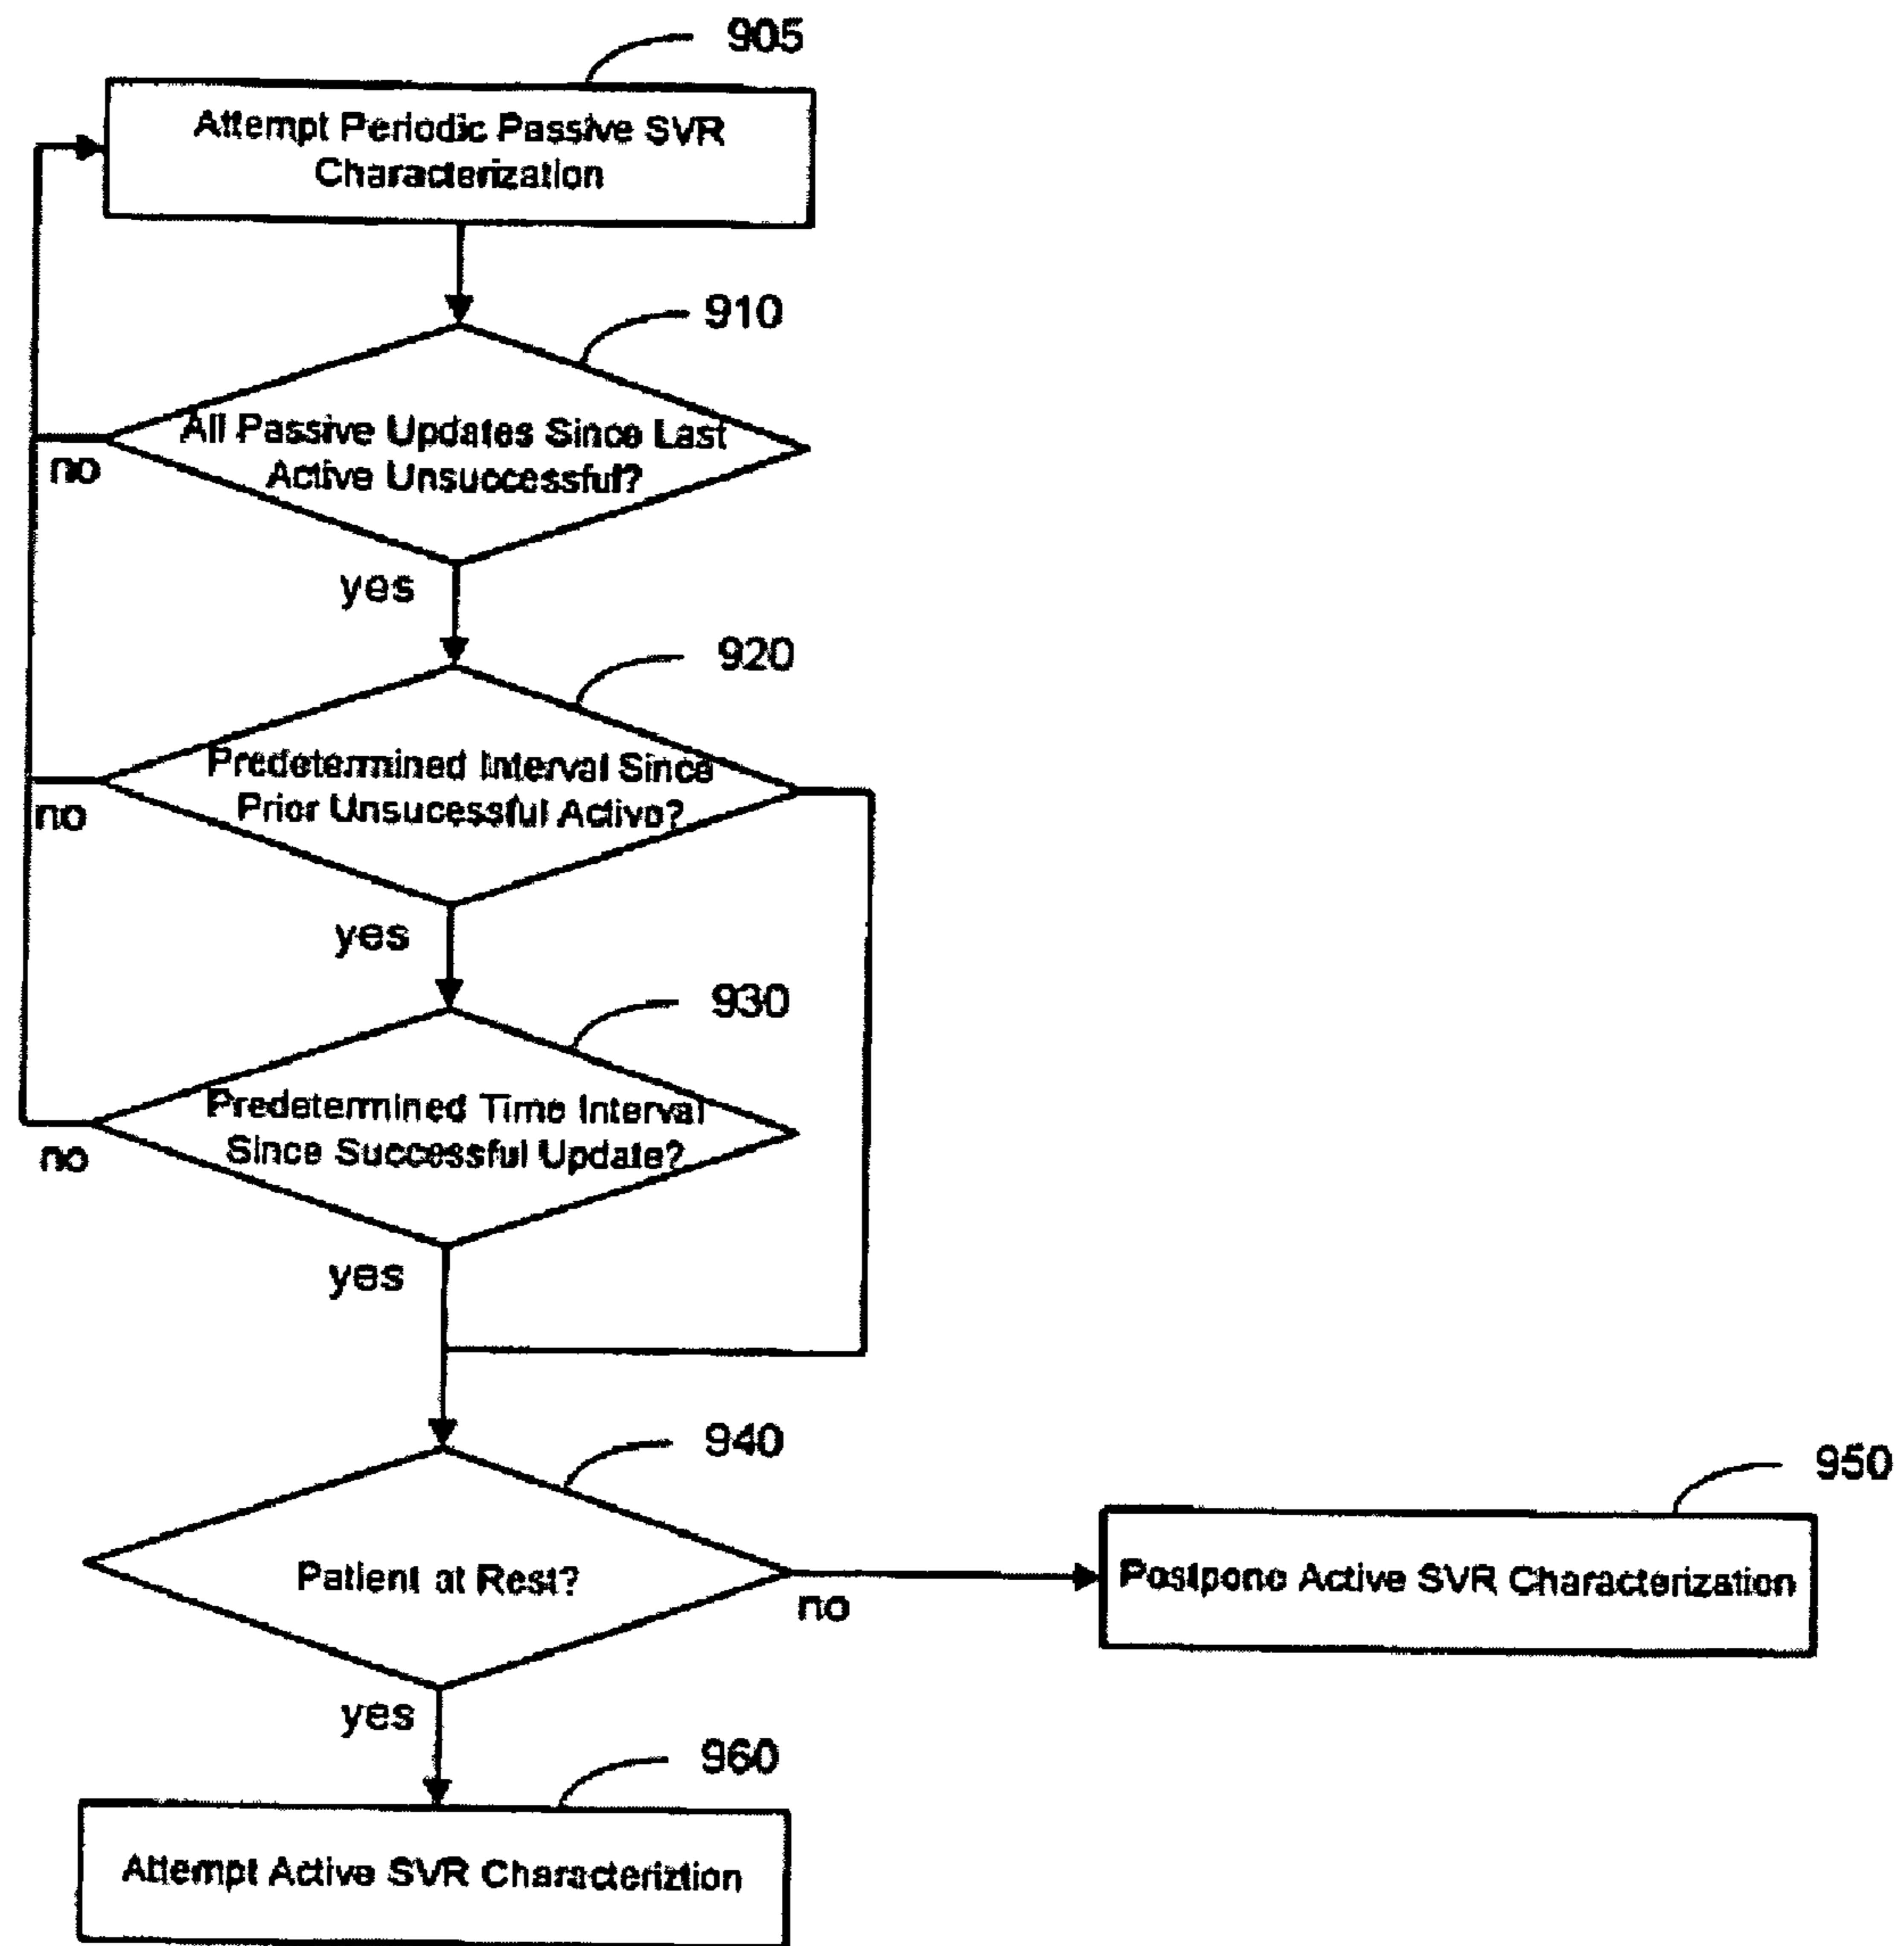 905
Attempt Periodic Passive SVR
Characterization
910
All Passive Updates Since Last
Active Unsuccessful?
no
yes
920
Predetermined Interval Since
Prior Unsucessful Active?
no
yes
930
Predetermined Time Interval
Since Successful Update?
no
yes
940
950
Patient at Rest?
Postpone Active SVR Characterization
no
yes
960
Attempt Active SVR Characteriztion